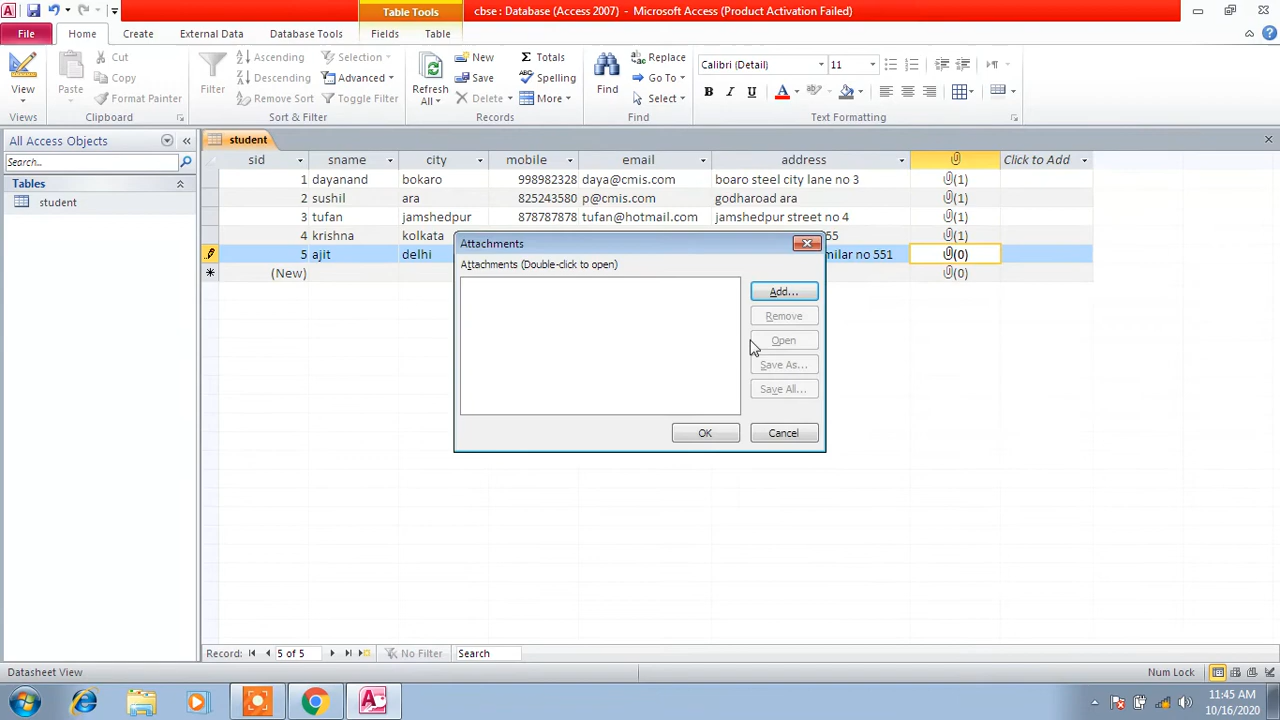 Table Tools
cbse : Database (Access 2007) - Microsoft Access (Product Activation Failed)
File Home Create External Data Database Tools Fields Table
View
Views
Paste
Cut
Copy
Format Painter
Clipboard
Filter
Ascending
Descending
Remove Sort
Selection
Advanced
Toggle Filter
Sort & Filter
Refresh
All
New
Save
Delete
Totals
Spelling
More
Records
Find
Replace
Go To
Select
Find
Calibri (Detail) 11
B I U A
Text Formatting
All Access Objects
Search...
Tables
student
student
sid sname city mobile email address Click to Add
1 dayanand bokaro 998982328 daya@cmis.com boaro steel city lane no 3 (1)
2 sushil ara 825243580 p@cmis.com godharoad ara (1)
3 tufan jamshedpur 878787878 tufan@hotmail.com jamshedpur street no 4 (1)
4 krishna kolkata 55 (1)
5 ajit delhi milar no 551 (0)
(New) (0)
Attachments
Attachments (Double-click to open)
Add...
Remove
Open
Save As...
Save All...
OK Cancel
Record: 5 of 5 No Filter Search
Datasheet View Num Lock
11:45 AM
10/16/2020